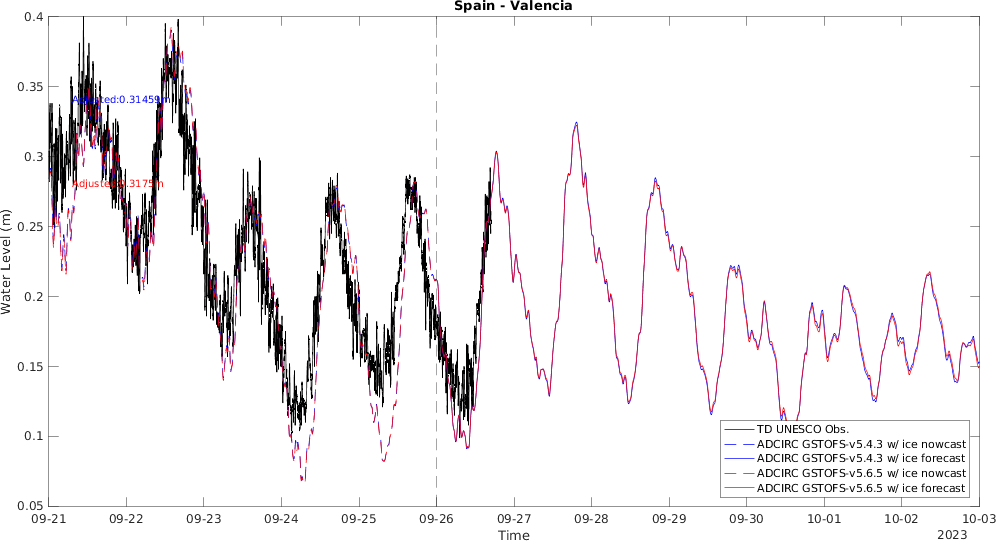 Spain - Valencia
0.4
0.35
0.3
0.25
0.2
0.15
0.1
0.05
Water Level (m)
Adjusted:0.31459m
Adjusted:0.3175m
TD UNESCO Obs.
ADCIRC GSTOFS-v5.4.3 w/ ice nowcast
ADCIRC GSTOFS-v5.4.3 w/ ice forecast
ADCIRC GSTOFS-v5.6.5 w/ ice nowcast
ADCIRC GSTOFS-v5.6.5 w/ ice forecast
09-21 09-22 09-23 09-24 09-25 09-26 09-27 09-28 09-29 09-30 10-01 10-02 10-03
Time
2023